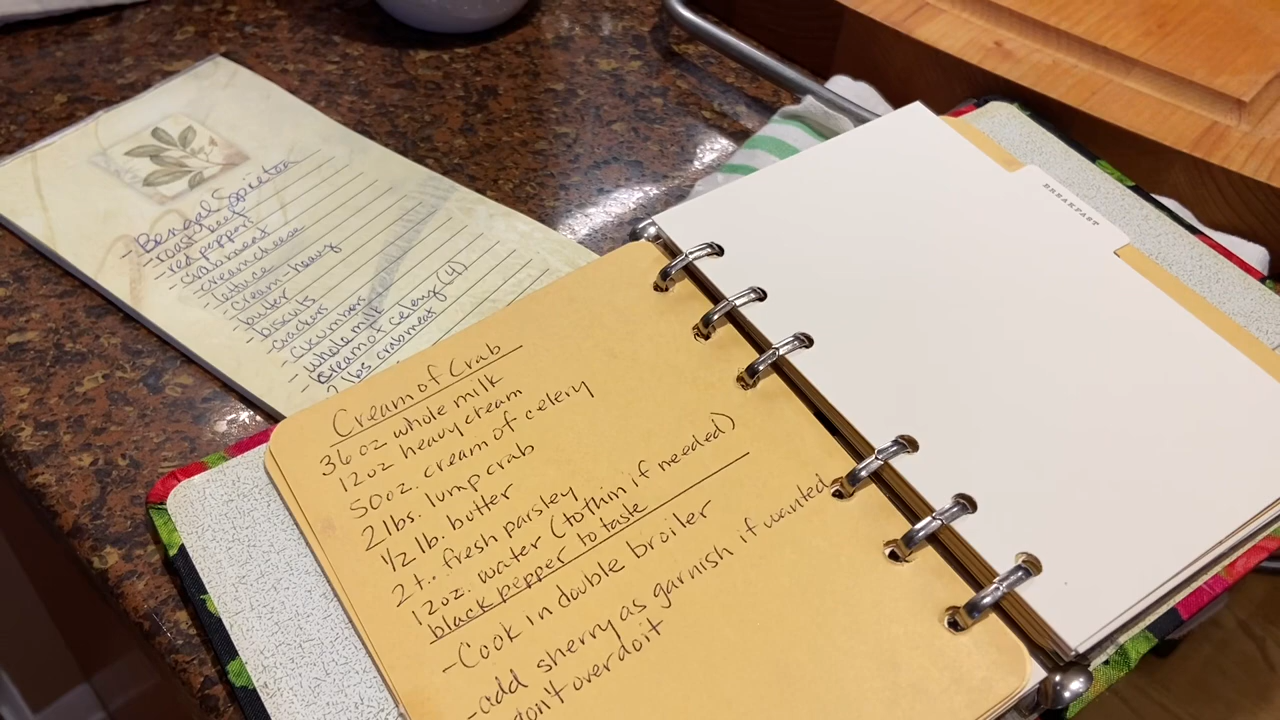 - Bengal Spice tea
- roast beef
- red peppers
- crabmeat
- cream cheese
- lettuce
- cream - heavy
- butter
- biscuits
- crackers
- cucumbers
- whole milk
- cream of celery (4)
2 lbs crabmeat
Cream of Crab
36 oz whole milk
12 oz heavy cream
50 oz. cream of celery
2 lbs. lump crab
1/2 lb. butter
2 t. fresh parsley
12 oz. water (to thin if needed)
black pepper to taste
- Cook in double broiler
- add sherry as garnish if wanted
don't overdo it
BREAKFAST